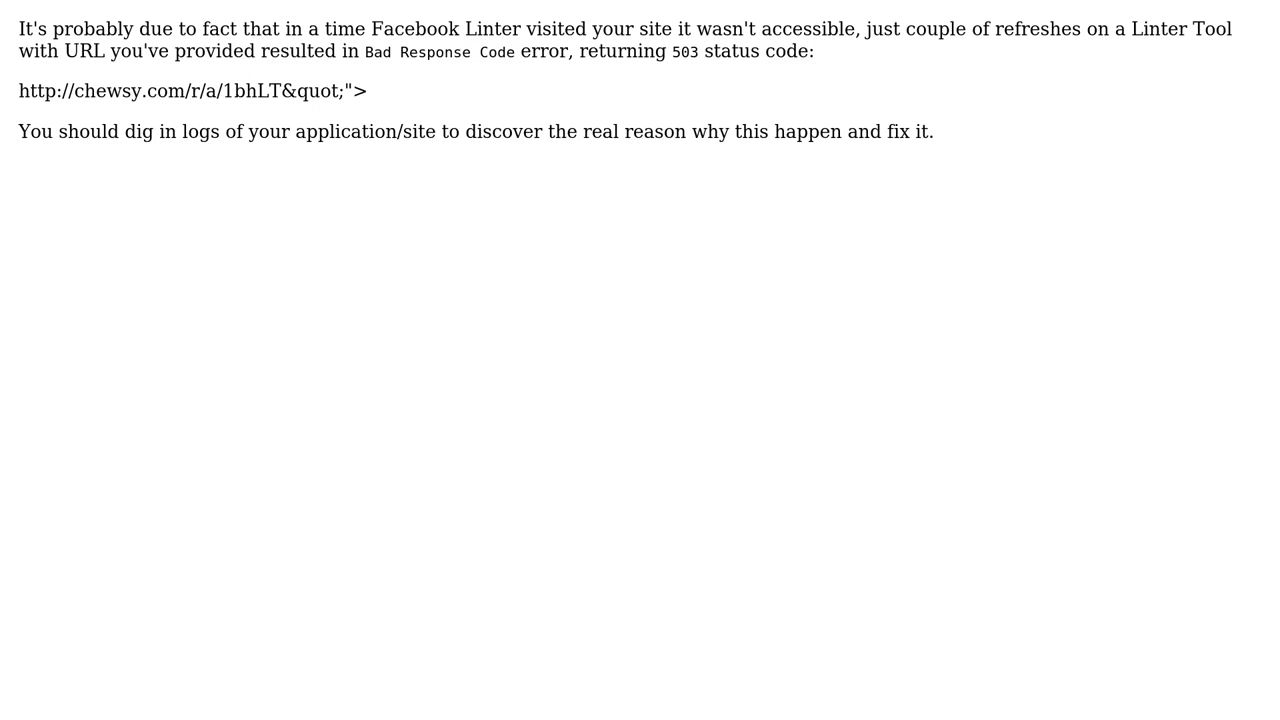 It's probably due to fact that in a time Facebook Linter visited your site it wasn't accessible, just couple of refreshes on a Linter Tool
with URL you've provided resulted in Bad Response Code error, returning 503 status code:
http://chewsy.com/r/a/1bhLT&quot;">
You should dig in logs of your application/site to discover the real reason why this happen and fix it.